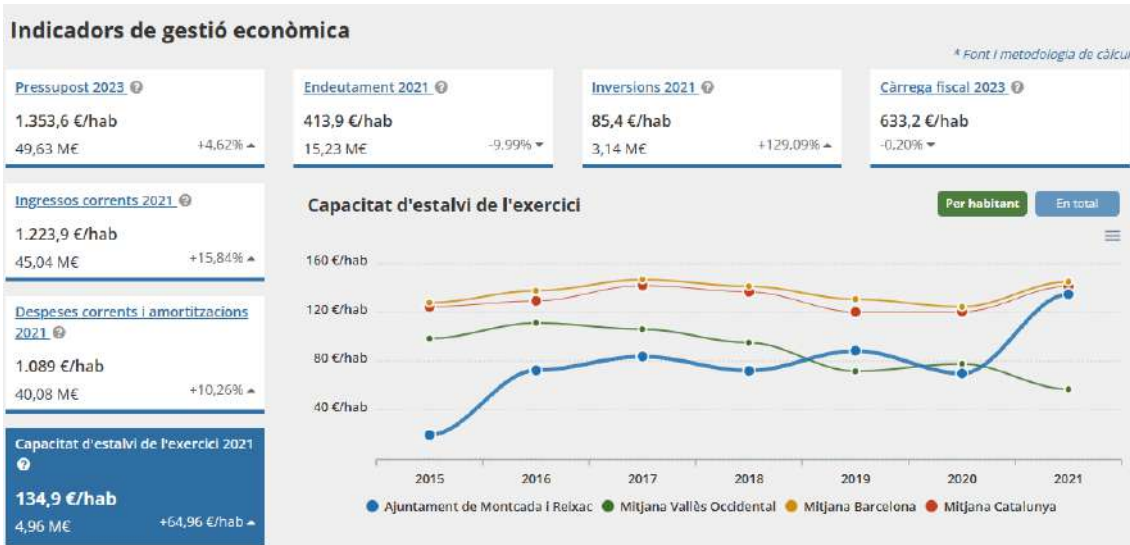 Indicadors de gestió econòmica
* Font i metodologia de càlcul
Pressupost 2023
1.353,6 €/hab
49,63 M€ +4,62%
Endeutament 2021
413,9 €/hab
15,23 M€ -9,99%
Inversions 2021
85,4 €/hab
3,14 M€ +129,09%
Càrrega fiscal 2023
633,2 €/hab
-0,20%
Ingressos corrents 2021
1.223,9 €/hab
45,04 M€ +15,84%
Despeses corrents i amortitzacions
2021
1.089 €/hab
40,08 M€ +10,26%
Capacitat d'estalvi de l'exercici 2021
134,9 €/hab
4,96 M€ +64,96 €/hab
Capacitat d'estalvi de l'exercici
Per habitant En total
160 €/hab
120 €/hab
80 €/hab
40 €/hab
2015 2016 2017 2018 2019 2020 2021
Ajuntament de Montcada i Reixac Mitjana Vallès Occidental Mitjana Barcelona Mitjana Catalunya